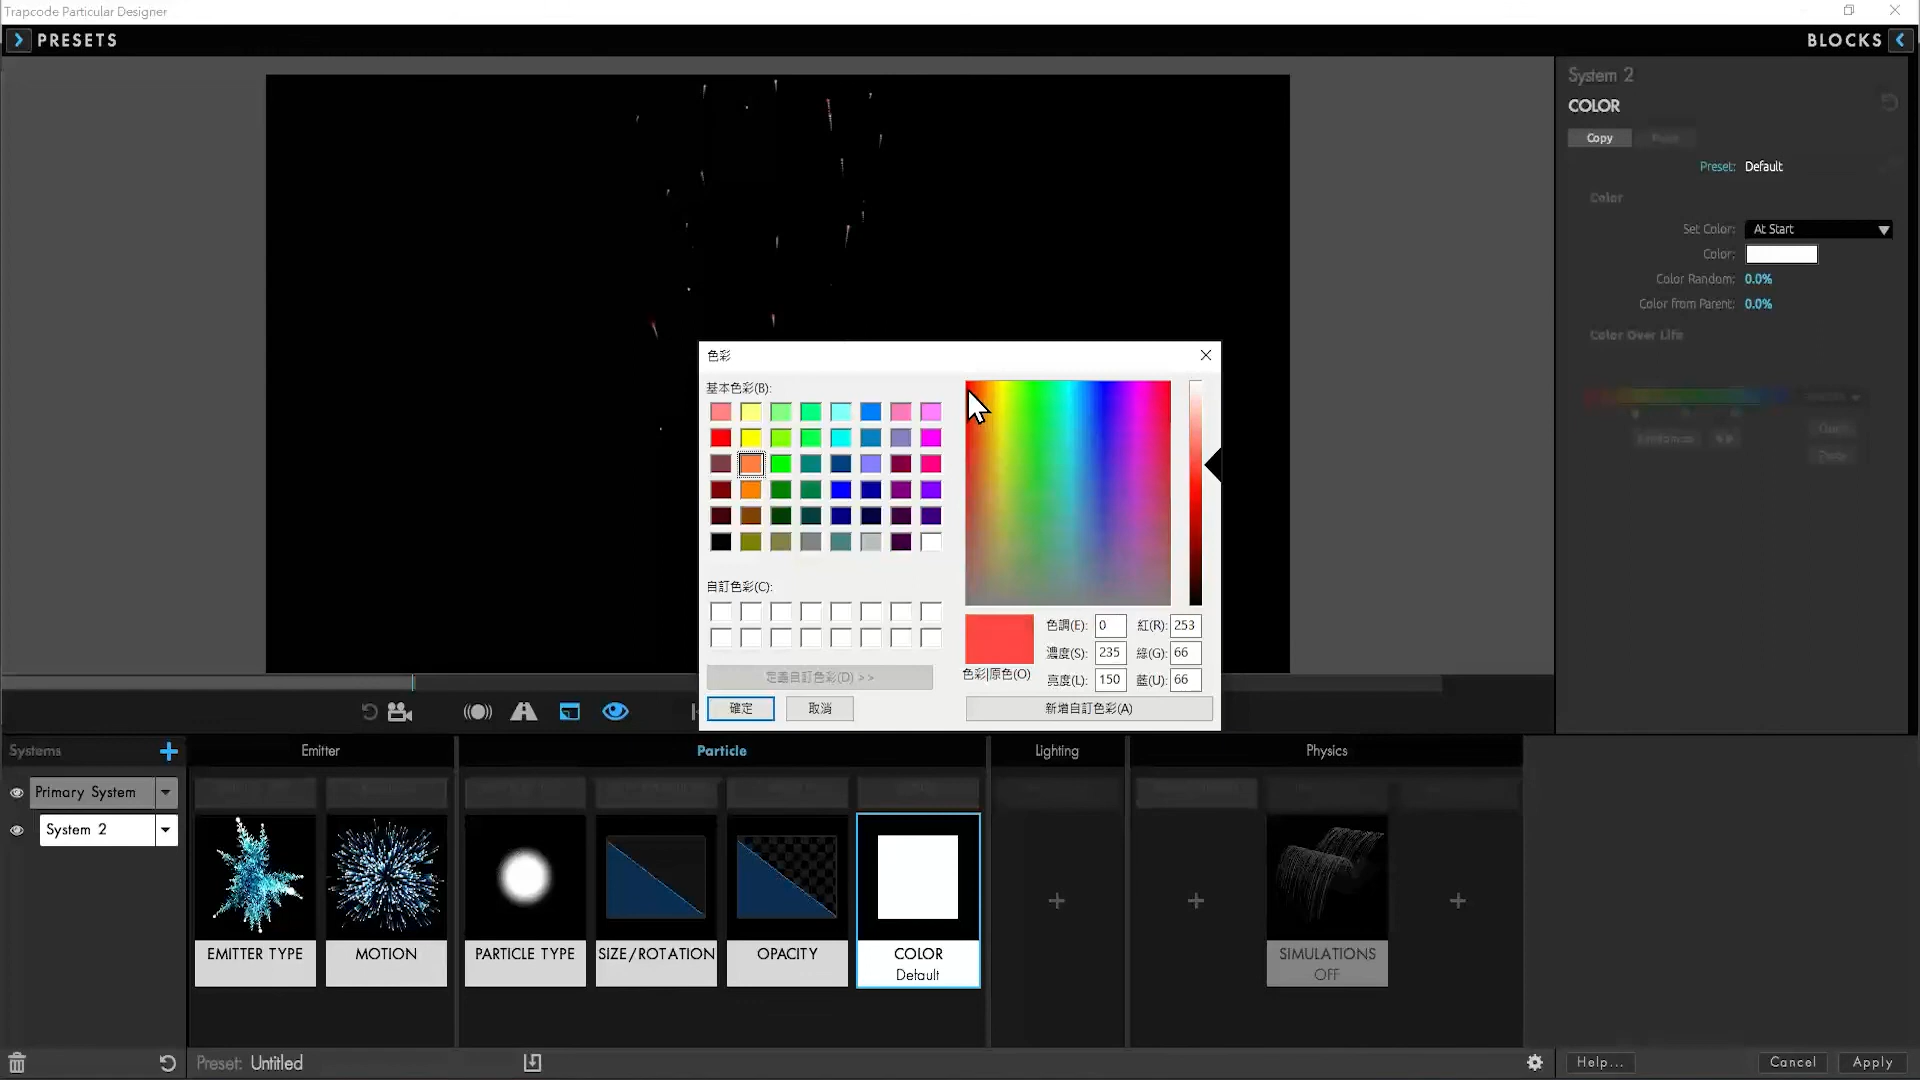 Trapcode Particular Designer
PRESETS
BLOCKS
System 2
COLOR
Copy
Preset: Default
Color
Set Color: At Start
Color:
Color Random: 0.0%
Color from Parent: 0.0%
Color Over Life
色彩
基本色彩(B):
自訂色彩(C):
定義自訂色彩(D) >>
確定
取消
色彩|原色(O)
色調(E): 0
紅(R): 253
濃度(S): 235
綠(G): 66
亮度(L): 150
藍(U): 66
新增自訂色彩(A)
Systems
Emitter
Particle
Lighting
Physics
Primary System
System 2
EMITTER TYPE
MOTION
PARTICLE TYPE
SIZE/ROTATION
OPACITY
COLOR
Default
SIMULATIONS
OFF
Preset: Untitled
Help...
Cancel
Apply